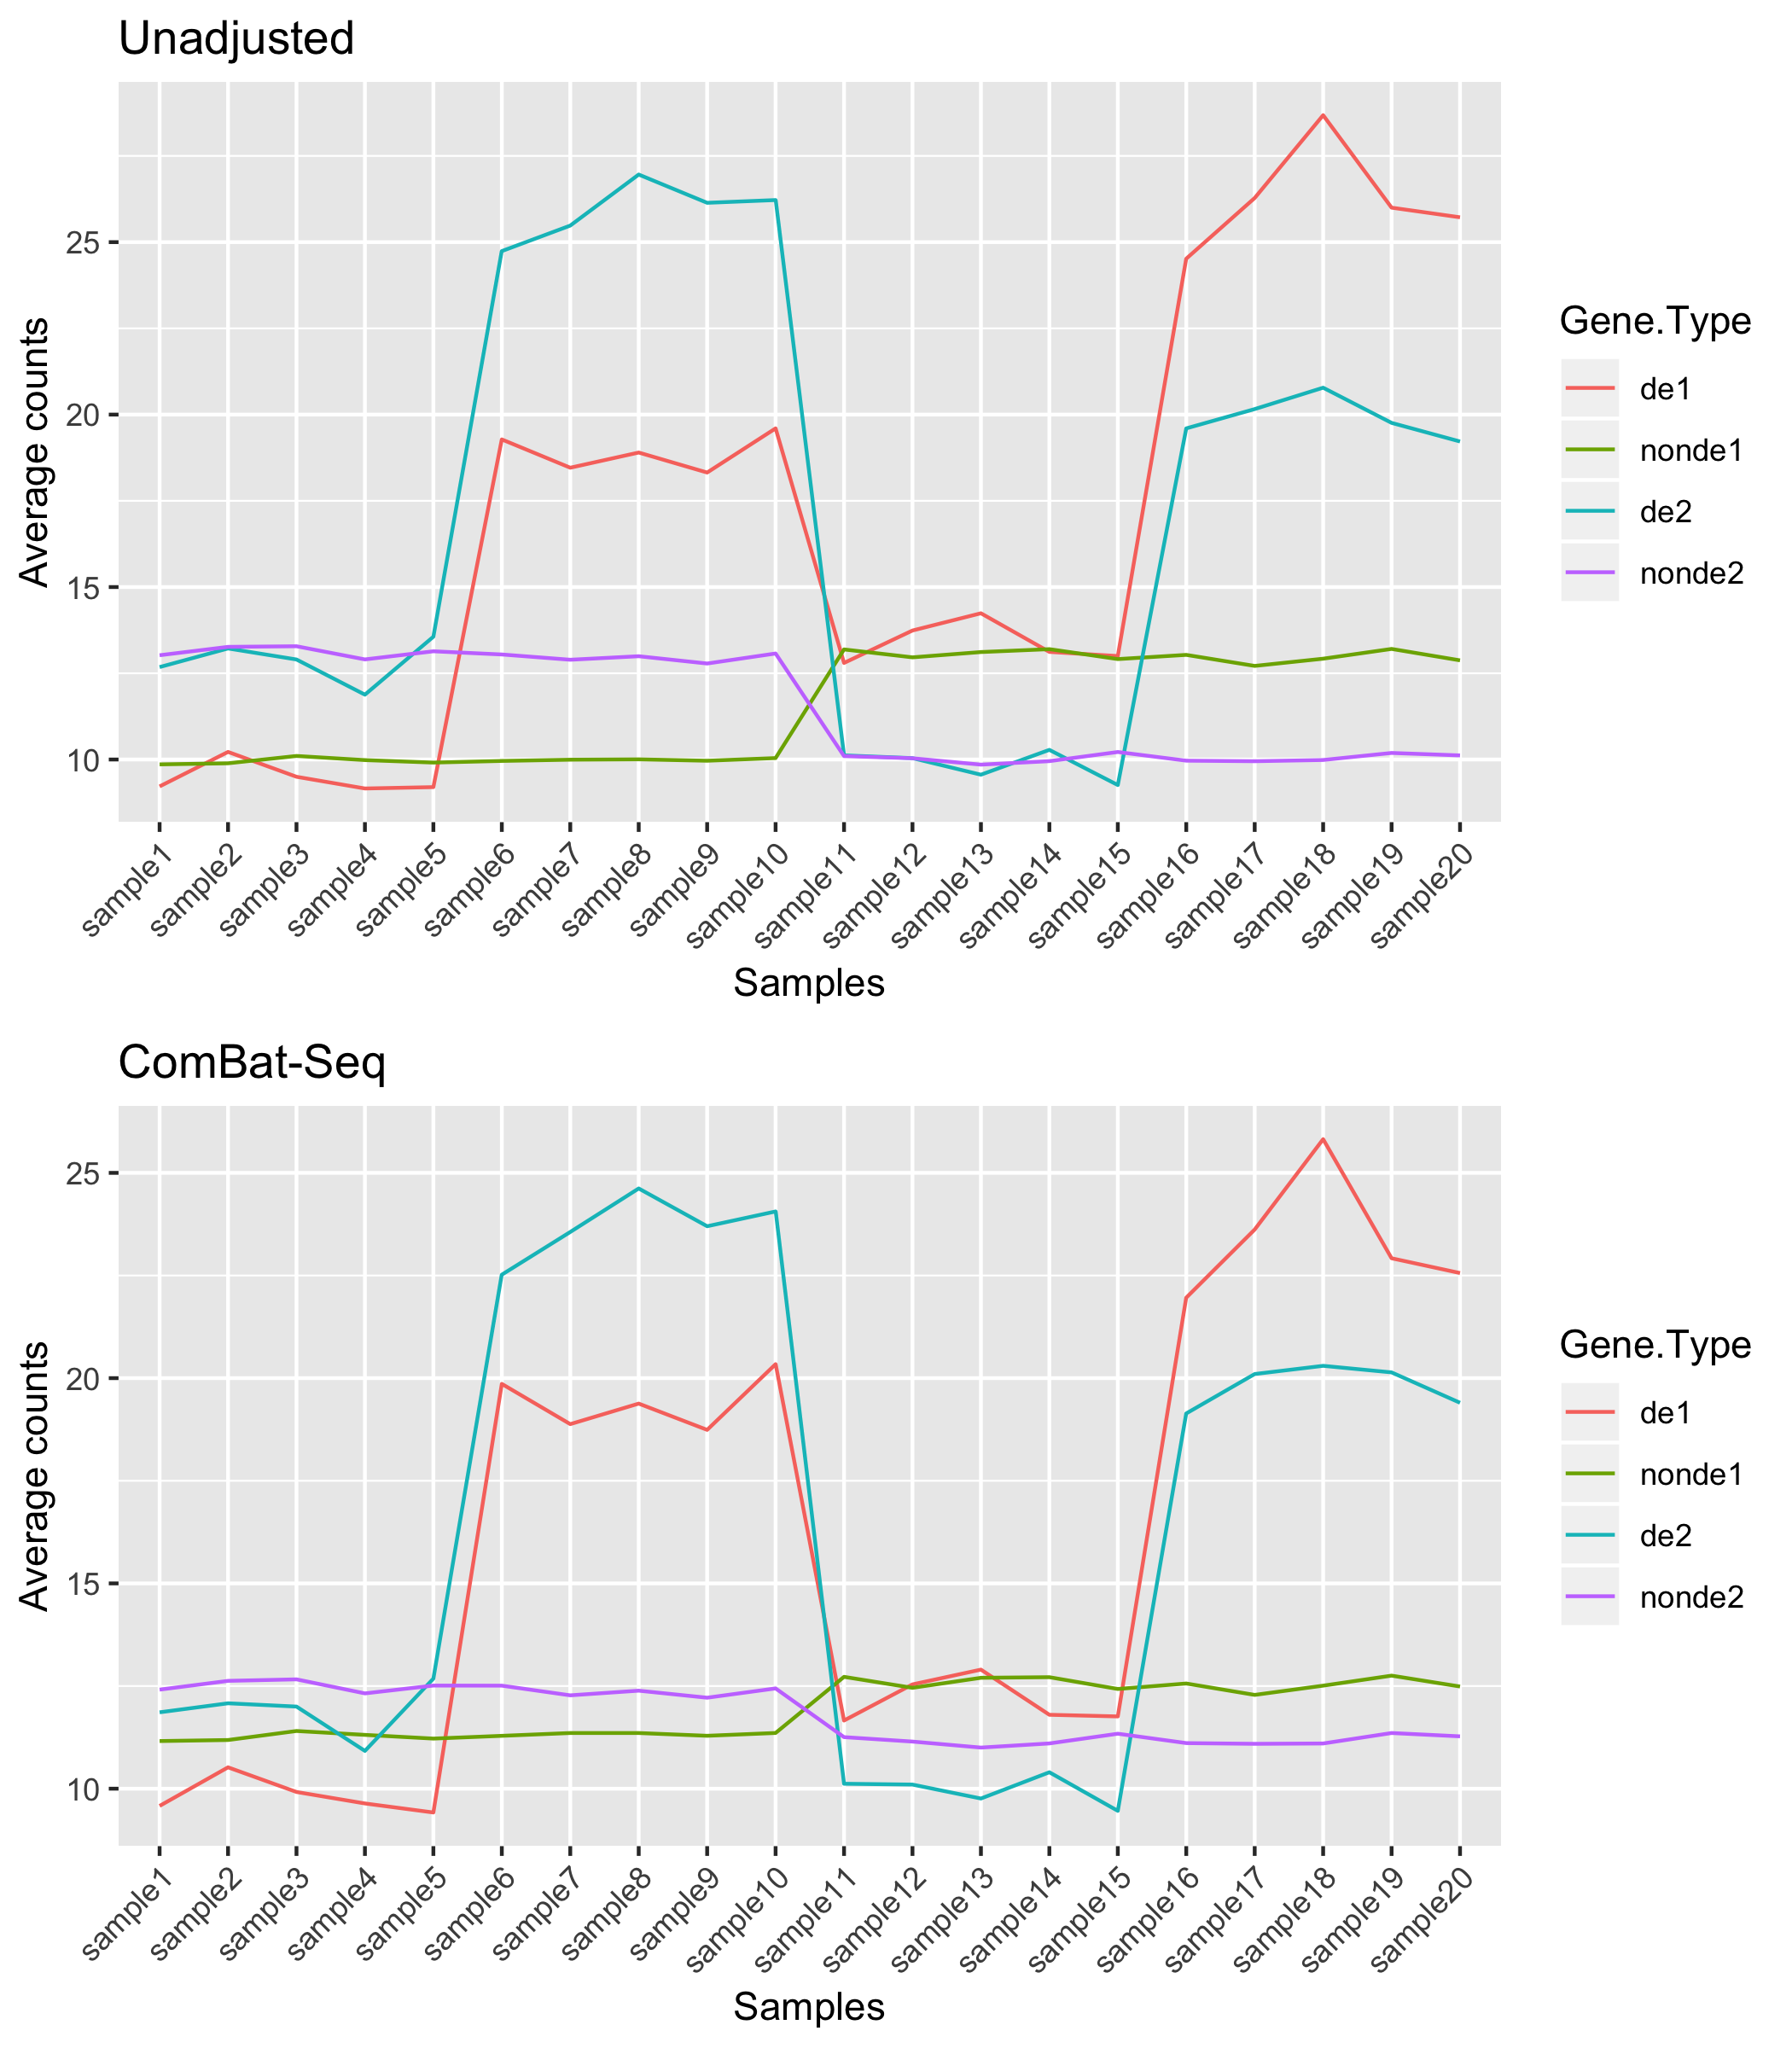 Unadjusted
Average counts
25
20
15
10
sample1
sample2
sample3
sample4
sample5
sample6
sample7
sample8
sample9
sample10
sample11
sample12
sample13
sample14
sample15
sample16
sample17
sample18
sample19
sample20
Samples
Gene.Type
de1
nonde1
de2
nonde2
ComBat-Seq
Average counts
25
20
15
10
sample1
sample2
sample3
sample4
sample5
sample6
sample7
sample8
sample9
sample10
sample11
sample12
sample13
sample14
sample15
sample16
sample17
sample18
sample19
sample20
Samples
Gene.Type
de1
nonde1
de2
nonde2